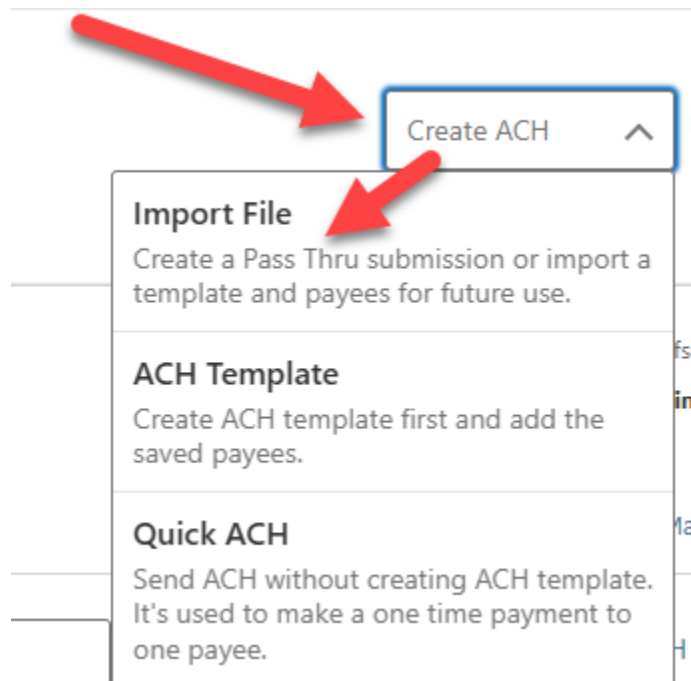 Create ACH
Import File
Create a Pass Thru submission or import a
template and payees for future use.
ACH Template
Create ACH template first and add the
saved payees.
Quick ACH
Send ACH without creating ACH template.
It's used to make a one time payment to
one payee.